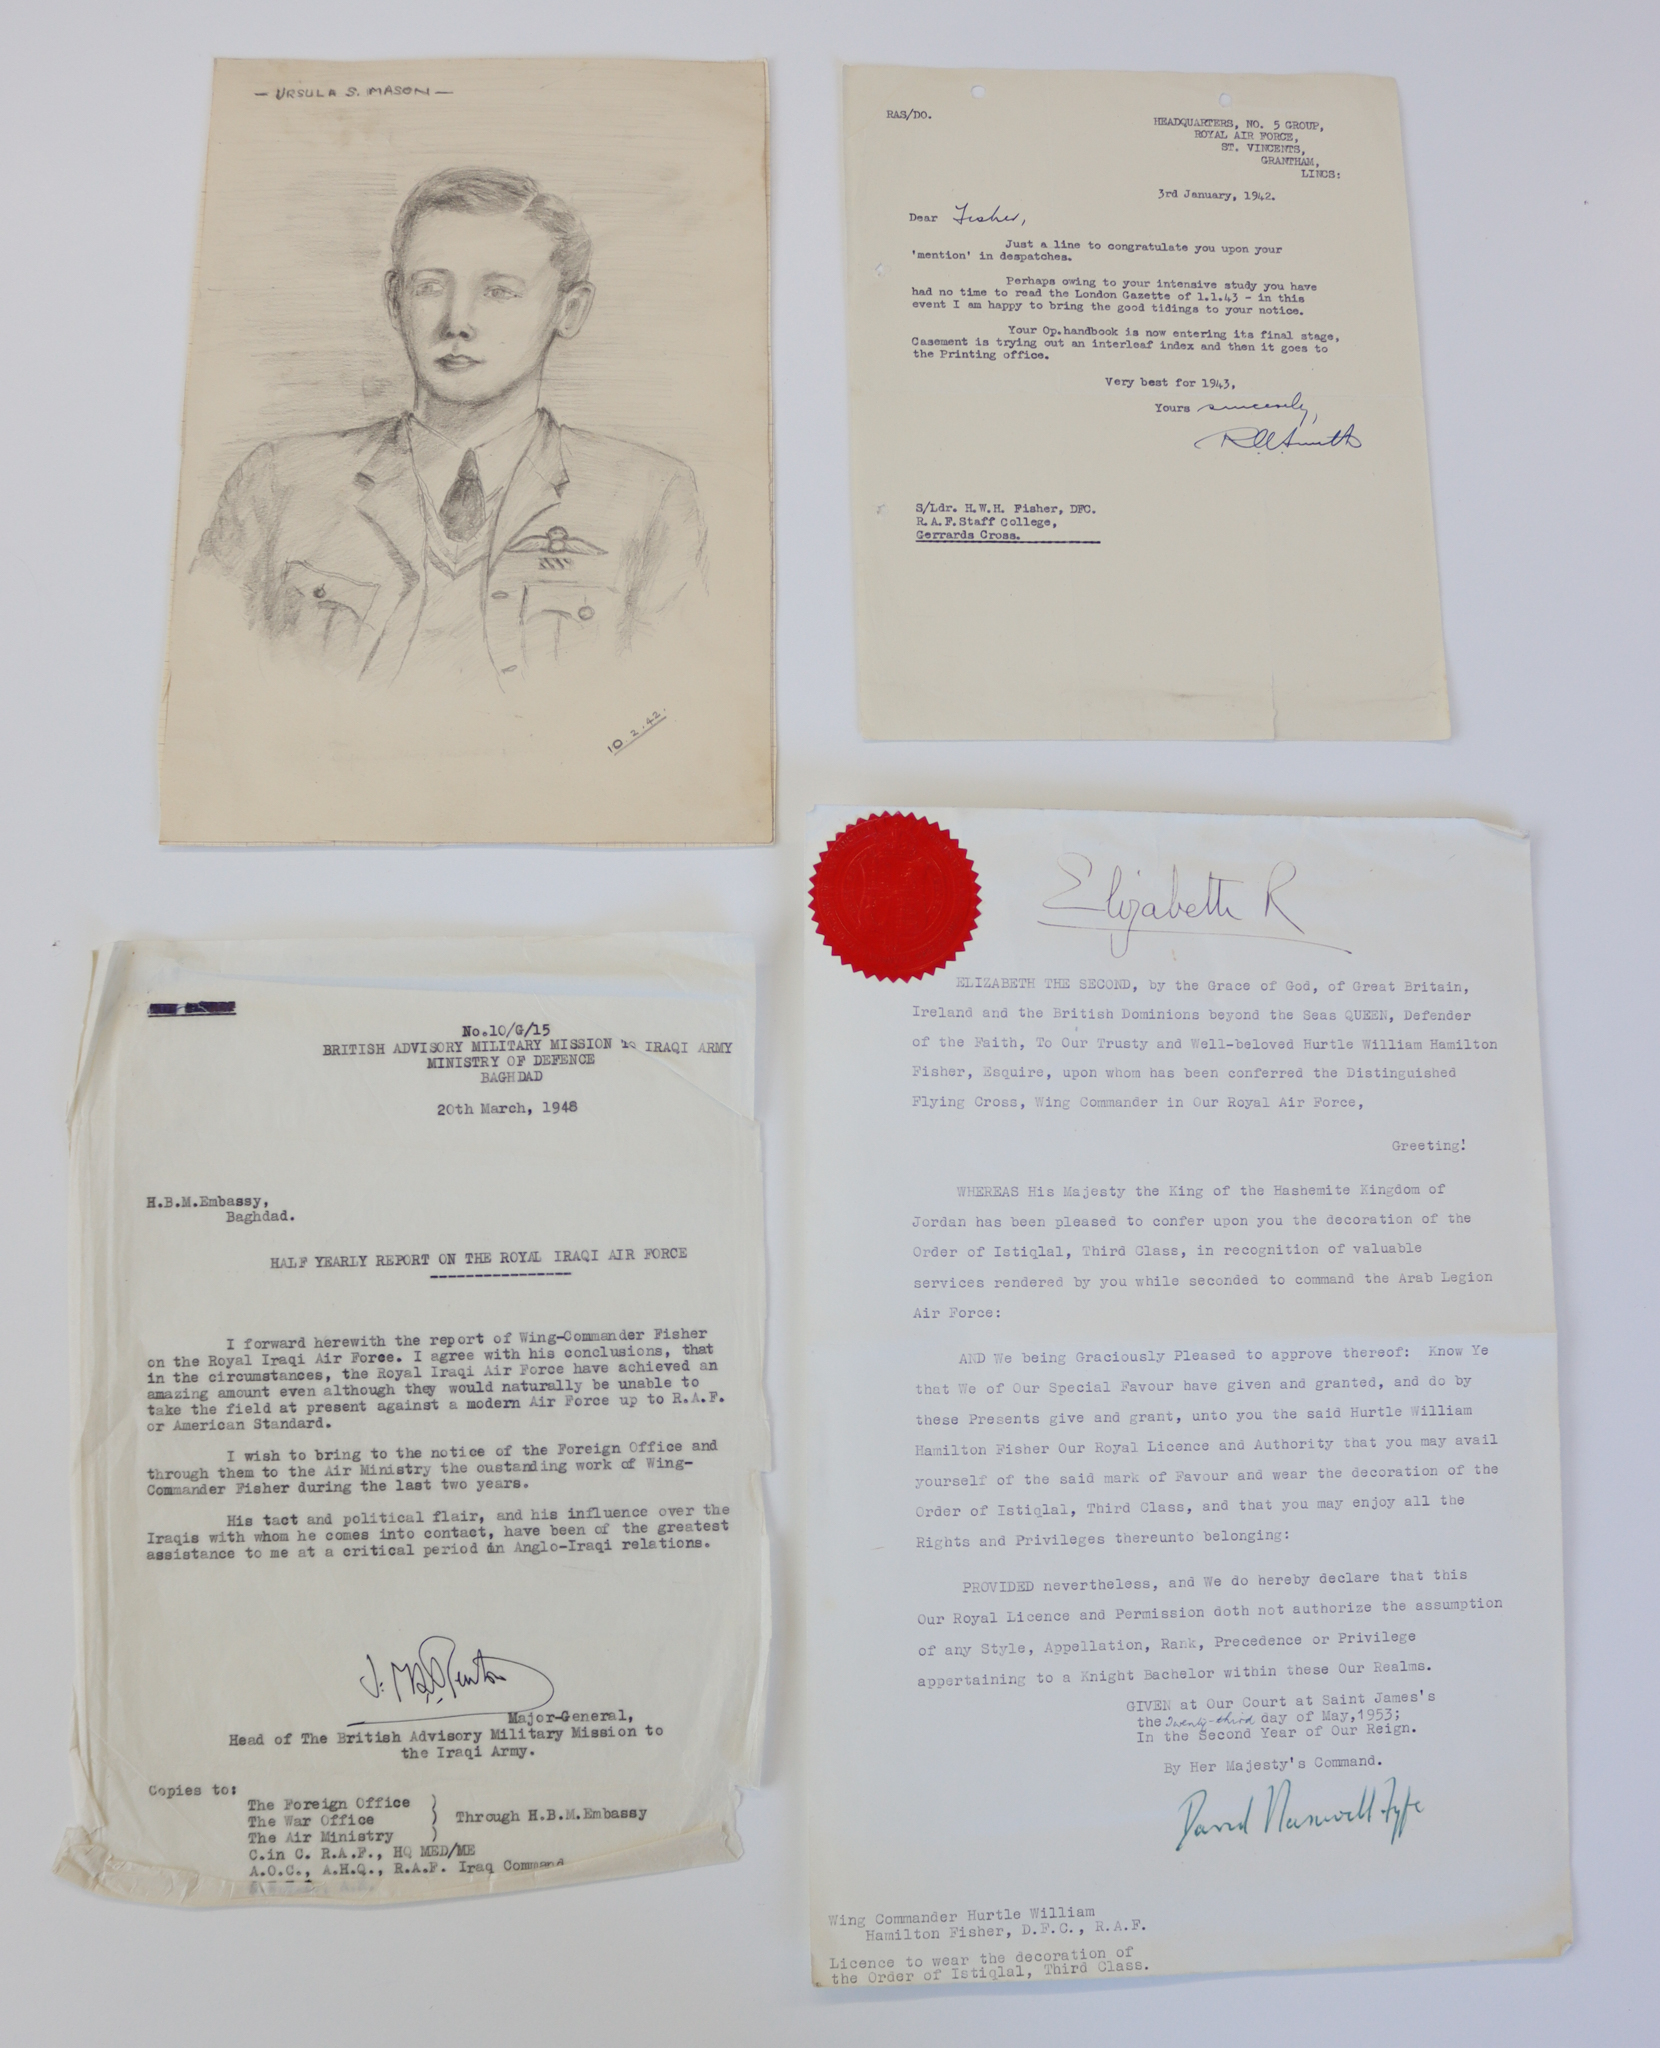 - URSULA S. MASON -
10.2.42.
RAS/DO.
HEADQUARTERS, NO. 5 GROUP,
ROYAL AIR FORCE,
ST. VINCENTS,
GRANTHAM,
LINCS:
3rd January, 1942.
Dear Fisher,
Just a line to congratulate you upon your
'mention' in despatches.
Perhaps owing to your intensive study you have
had no time to read the London Gazette of 1.1.43 - in this
event I am happy to bring the good tidings to your notice.
Your Op.handbook is now entering its final stage,
Casement is trying out an interleaf index and then it goes to
the Printing office.
Very best for 1943,
Yours sincerely,
S/Ldr. H.W.H. Fisher, DFC.
R.A.F.Staff College,
Gerrards Cross.
No.10/G/15
BRITISH ADVISORY MILITARY MISSION to IRAQI ARMY
MINISTRY OF DEFENCE
BAGHDAD
20th March, 1948
H.B.M.Embassy,
Baghdad.
HALF YEARLY REPORT ON THE ROYAL IRAQI AIR FORCE
I forward herewith the report of Wing-Commander Fisher
on the Royal Iraqi Air Force. I agree with his conclusions, that
in the circumstances, the Royal Iraqi Air Force have achieved an
amazing amount even although they would naturally be unable to
take the field at present against a modern Air Force up to R.A.F.
or American Standard.
I wish to bring to the notice of the Foreign Office and
through them to the Air Ministry the oustanding work of Wing-
Commander Fisher during the last two years.
His tact and political flair, and his influence over the
Iraqis with whom he comes into contact, have been of the greatest
assistance to me at a critical period in Anglo-Iraqi relations.
Major-General,
Head of The British Advisory Military Mission to
the Iraqi Army.
Copies to:
The Foreign Office )
The War Office ) Through H.B.M.Embassy
The Air Ministry )
C.in C. R.A.F., HQ MED/ME
A.O.C., A.H.Q., R.A.F. Iraq Command
Elizabeth R
ELIZABETH THE SECOND, by the Grace of God, of Great Britain,
Ireland and the British Dominions beyond the Seas QUEEN, Defender
of the Faith, To Our Trusty and Well-beloved Hurtle William Hamilton
Fisher, Esquire, upon whom has been conferred the Distinguished
Flying Cross, Wing Commander in Our Royal Air Force,
Greeting!
WHEREAS His Majesty the King of the Hashemite Kingdom of
Jordan has been pleased to confer upon you the decoration of the
Order of Istiqlal, Third Class, in recognition of valuable
services rendered by you while seconded to command the Arab Legion
Air Force:
AND We being Graciously Pleased to approve thereof: Know Ye
that We of Our Special Favour have given and granted, and do by
these Presents give and grant, unto you the said Hurtle William
Hamilton Fisher Our Royal Licence and Authority that you may avail
yourself of the said mark of Favour and wear the decoration of the
Order of Istiqlal, Third Class, and that you may enjoy all the
Rights and Privileges thereunto belonging:
PROVIDED nevertheless, and We do hereby declare that this
Our Royal Licence and Permission doth not authorize the assumption
of any Style, Appellation, Rank, Precedence or Privilege
appertaining to a Knight Bachelor within these Our Realms.
GIVEN at Our Court at Saint James's
the Twenty-third day of May, 1953;
In the Second Year of Our Reign.
By Her Majesty's Command.
David Maxwell Fyfe
Wing Commander Hurtle William
Hamilton Fisher, D.F.C., R.A.F.
Licence to wear the decoration of
the Order of Istiqlal, Third Class.